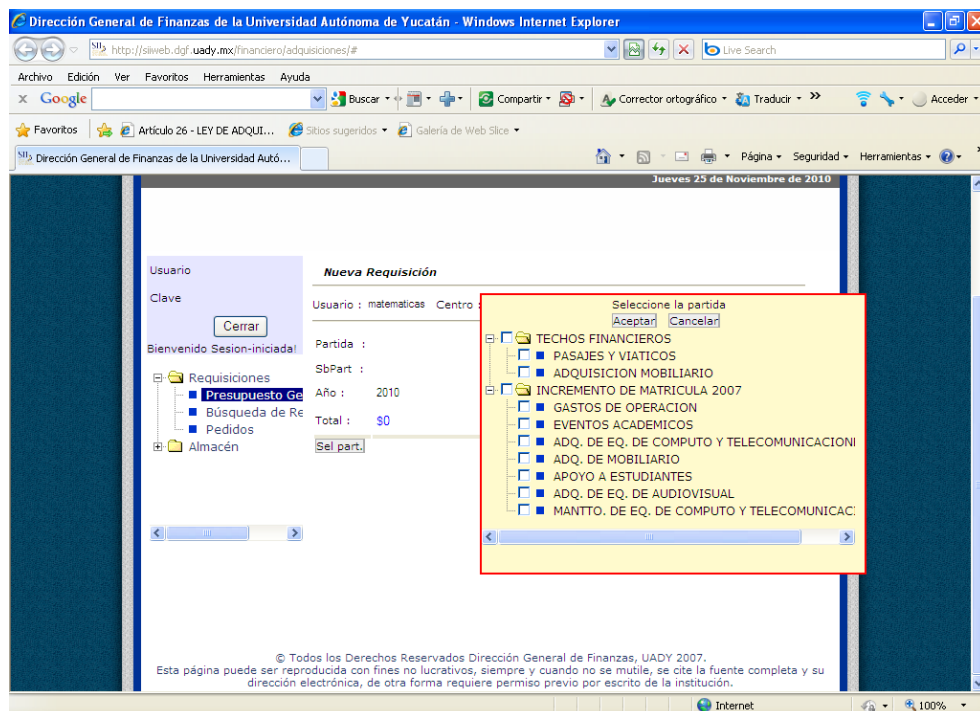 Dirección General de Finanzas de la Universidad Autónoma de Yucatán - Windows Internet Explorer
http://siiweb.dgf.uady.mx/financiero/adquisiciones/#
Live Search
Archivo Edición Ver Favoritos Herramientas Ayuda
x Google Buscar Compartir Corrector ortográfico Traducir >> Acceder
Favoritos Artículo 26 - LEY DE ADQUI... Sitios sugeridos Galería de Web Slice
Dirección General de Finanzas de la Universidad Autó... Página Seguridad Herramientas
Jueves 25 de Noviembre de 2010
Usuario
Clave
Cerrar
Bienvenido Sesion-iniciada!
Requisiciones
Presupuesto Ge
Búsqueda de Re
Pedidos
Almacén
Nueva Requisición
Usuario : matematicas Centro :
Partida :
SbPart :
Año : 2010
Total : $0
Sel part.
Seleccione la partida
Aceptar Cancelar
TECHOS FINANCIEROS
PASAJES Y VIATICOS
ADQUISICION MOBILIARIO
INCREMENTO DE MATRICULA 2007
GASTOS DE OPERACION
EVENTOS ACADEMICOS
ADQ. DE EQ. DE COMPUTO Y TELECOMUNICACION
ADQ. DE MOBILIARIO
APOYO A ESTUDIANTES
ADQ. DE EQ. DE AUDIOVISUAL
MANTTO. DE EQ. DE COMPUTO Y TELECOMUNICAC
© Todos los Derechos Reservados Dirección General de Finanzas, UADY 2007.
Esta página puede ser reproducida con fines no lucrativos, siempre y cuando no se mutile, se cite la fuente completa y su
dirección electrónica, de otra forma requiere permiso previo por escrito de la institución.
Internet 100%